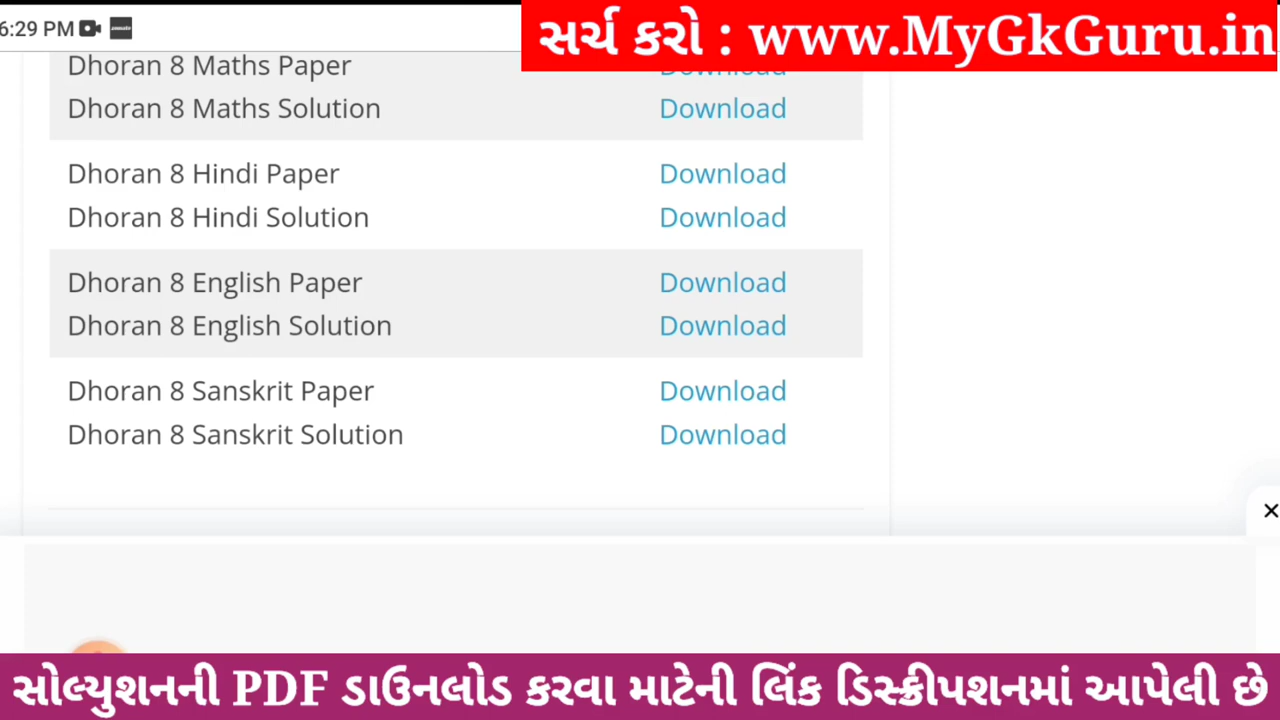 6:29 PM
સર્ચ કરો : www.MyGkGuru.in
Dhoran 8 Maths Paper Download
Dhoran 8 Maths Solution Download
Dhoran 8 Hindi Paper Download
Dhoran 8 Hindi Solution Download
Dhoran 8 English Paper Download
Dhoran 8 English Solution Download
Dhoran 8 Sanskrit Paper Download
Dhoran 8 Sanskrit Solution Download
સોલ્યુશનની PDF ડાઉનલોડ કરવા માટેની લિંક ડિસ્ક્રીપશનમાં આપેલી છે